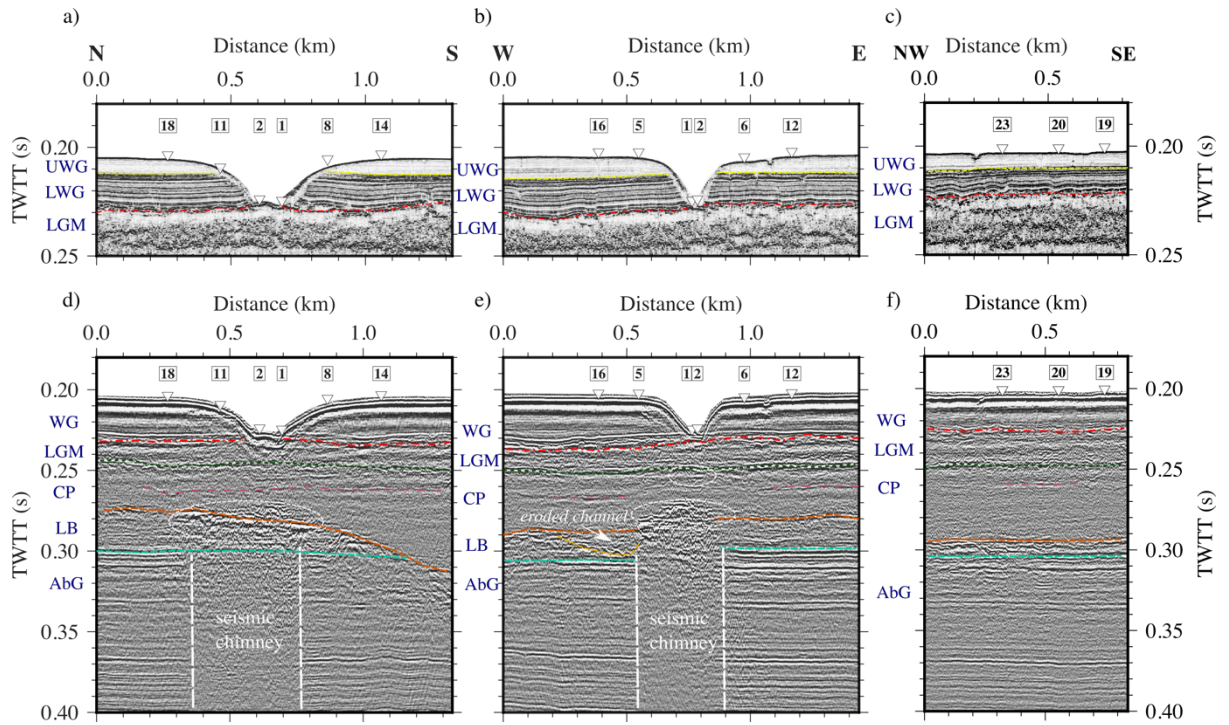 a) b) c)
Distance (km) Distance (km) Distance (km)
N S W E NW SE
0.0 0.5 1.0 0.0 0.5 1.0 0.0 0.5
18 11 2 1 8 14 16 5 1 2 6 12 23 20 19
0.20 0.20
UWG UWG UWG
LWG LWG LWG
LGM LGM LGM
0.25 0.25
TWTT (s) TWTT (s)
d) e) f)
Distance (km) Distance (km) Distance (km)
0.0 0.5 1.0 0.0 0.5 1.0 0.0 0.5
18 11 2 1 8 14 16 5 1 2 6 12 23 20 19
0.20 0.20
WG WG WG
LGM LGM LGM
0.25 0.25
CP CP CP
eroded channel
LB LB LB
0.30 0.30
AbG AbG AbG
seismic seismic
chimney chimney
0.35 0.35
0.40 0.40
TWTT (s) TWTT (s)